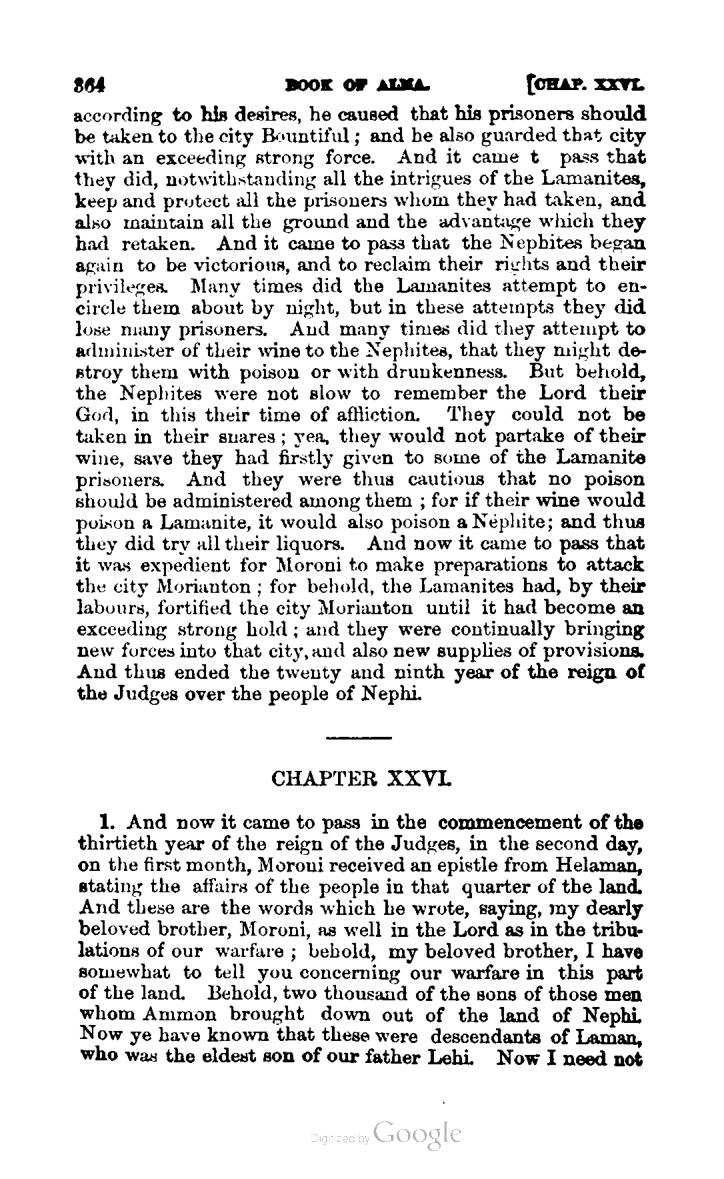 364 BOOK OF ALMA. [CHAP. XXVI.
according to his desires, he caused that his prisoners should
be taken to the city Bountiful; and he also guarded that city
with an exceeding strong force. And it came t pass that
they did, notwithstanding all the intrigues of the Lamanites,
keep and protect all the prisoners whom they had taken, and
also maintain all the ground and the advantage which they
had retaken. And it came to pass that the Nephites began
again to be victorious, and to reclaim their rights and their
privileges. Many times did the Lamanites attempt to en-
circle them about by night, but in these attempts they did
lose many prisoners. And many times did they attempt to
administer of their wine to the Nephites, that they might de-
stroy them with poison or with drunkenness. But behold,
the Nephites were not slow to remember the Lord their
God, in this their time of affliction. They could not be
taken in their snares; yea, they would not partake of their
wine, save they had firstly given to some of the Lamanite
prisoners. And they were thus cautious that no poison
should be administered among them; for if their wine would
poison a Lamanite, it would also poison a Nephite; and thus
they did try all their liquors. And now it came to pass that
it was expedient for Moroni to make preparations to attack
the city Morianton; for behold, the Lamanites had, by their
labours, fortified the city Morianton until it had become an
exceeding strong hold; and they were continually bringing
new forces into that city, and also new supplies of provisions.
And thus ended the twenty and ninth year of the reign of
the Judges over the people of Nephi.
CHAPTER XXVI.
1. And now it came to pass in the commencement of the
thirtieth year of the reign of the Judges, in the second day,
on the first month, Moroni received an epistle from Helaman,
stating the affairs of the people in that quarter of the land.
And these are the words which he wrote, saying, my dearly
beloved brother, Moroni, as well in the Lord as in the tribu-
lations of our warfare; behold, my beloved brother, I have
somewhat to tell you concerning our warfare in this part
of the land. Behold, two thousand of the sons of those men
whom Ammon brought down out of the land of Nephi.
Now ye have known that these were descendants of Laman,
who was the eldest son of our father Lehi. Now I need not
Digitized by Google